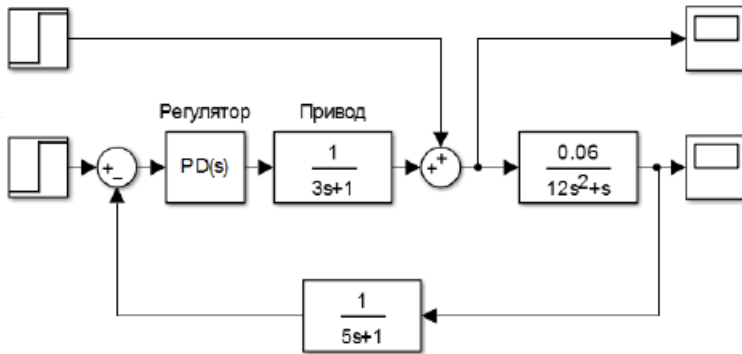 Регулятор Привод
+ +
+ − PD(s) 1 0.06
3s+1 12s²+s
1
5s+1